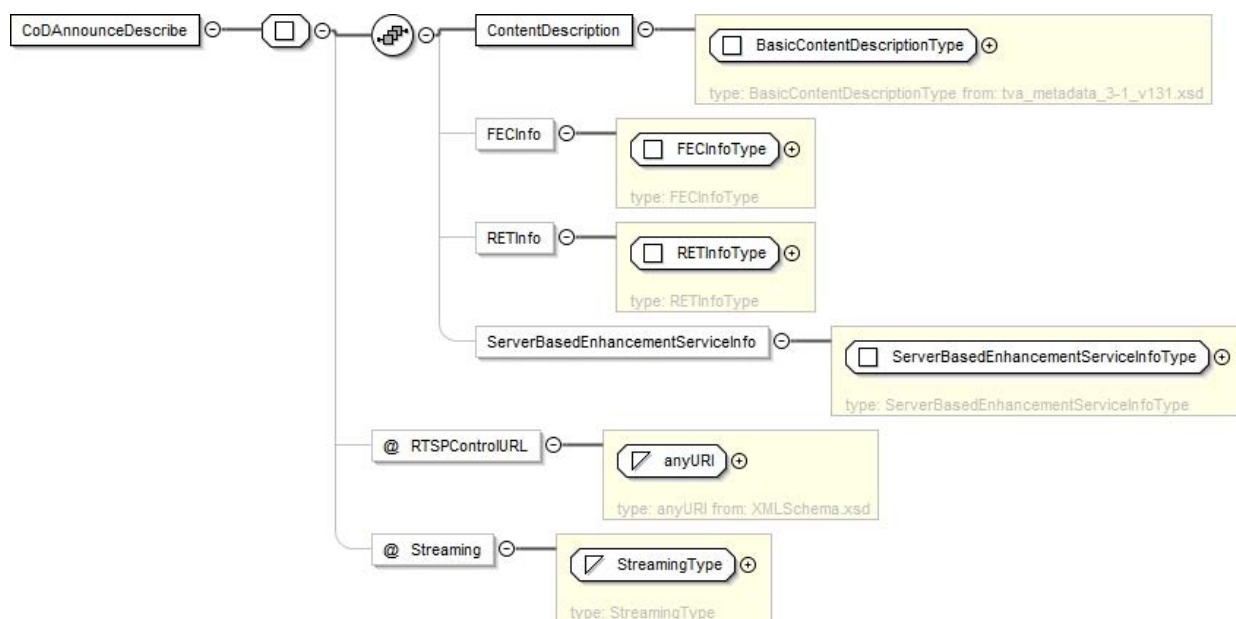 CoDAnnounceDescribe
ContentDescription
BasicContentDescriptionType
type: BasicContentDescriptionType from: tva_metadata_3-1_v131.xsd
FECInfo
FECInfoType
type: FECInfoType
RETInfo
RETInfoType
type: RETInfoType
ServerBasedEnhancementServiceInfo
ServerBasedEnhancementServiceInfoType
type: ServerBasedEnhancementServiceInfoType
@ RTSPControlURL
anyURI
type: anyURI from: XMLSchema.xsd
@ Streaming
StreamingType
type: StreamingType